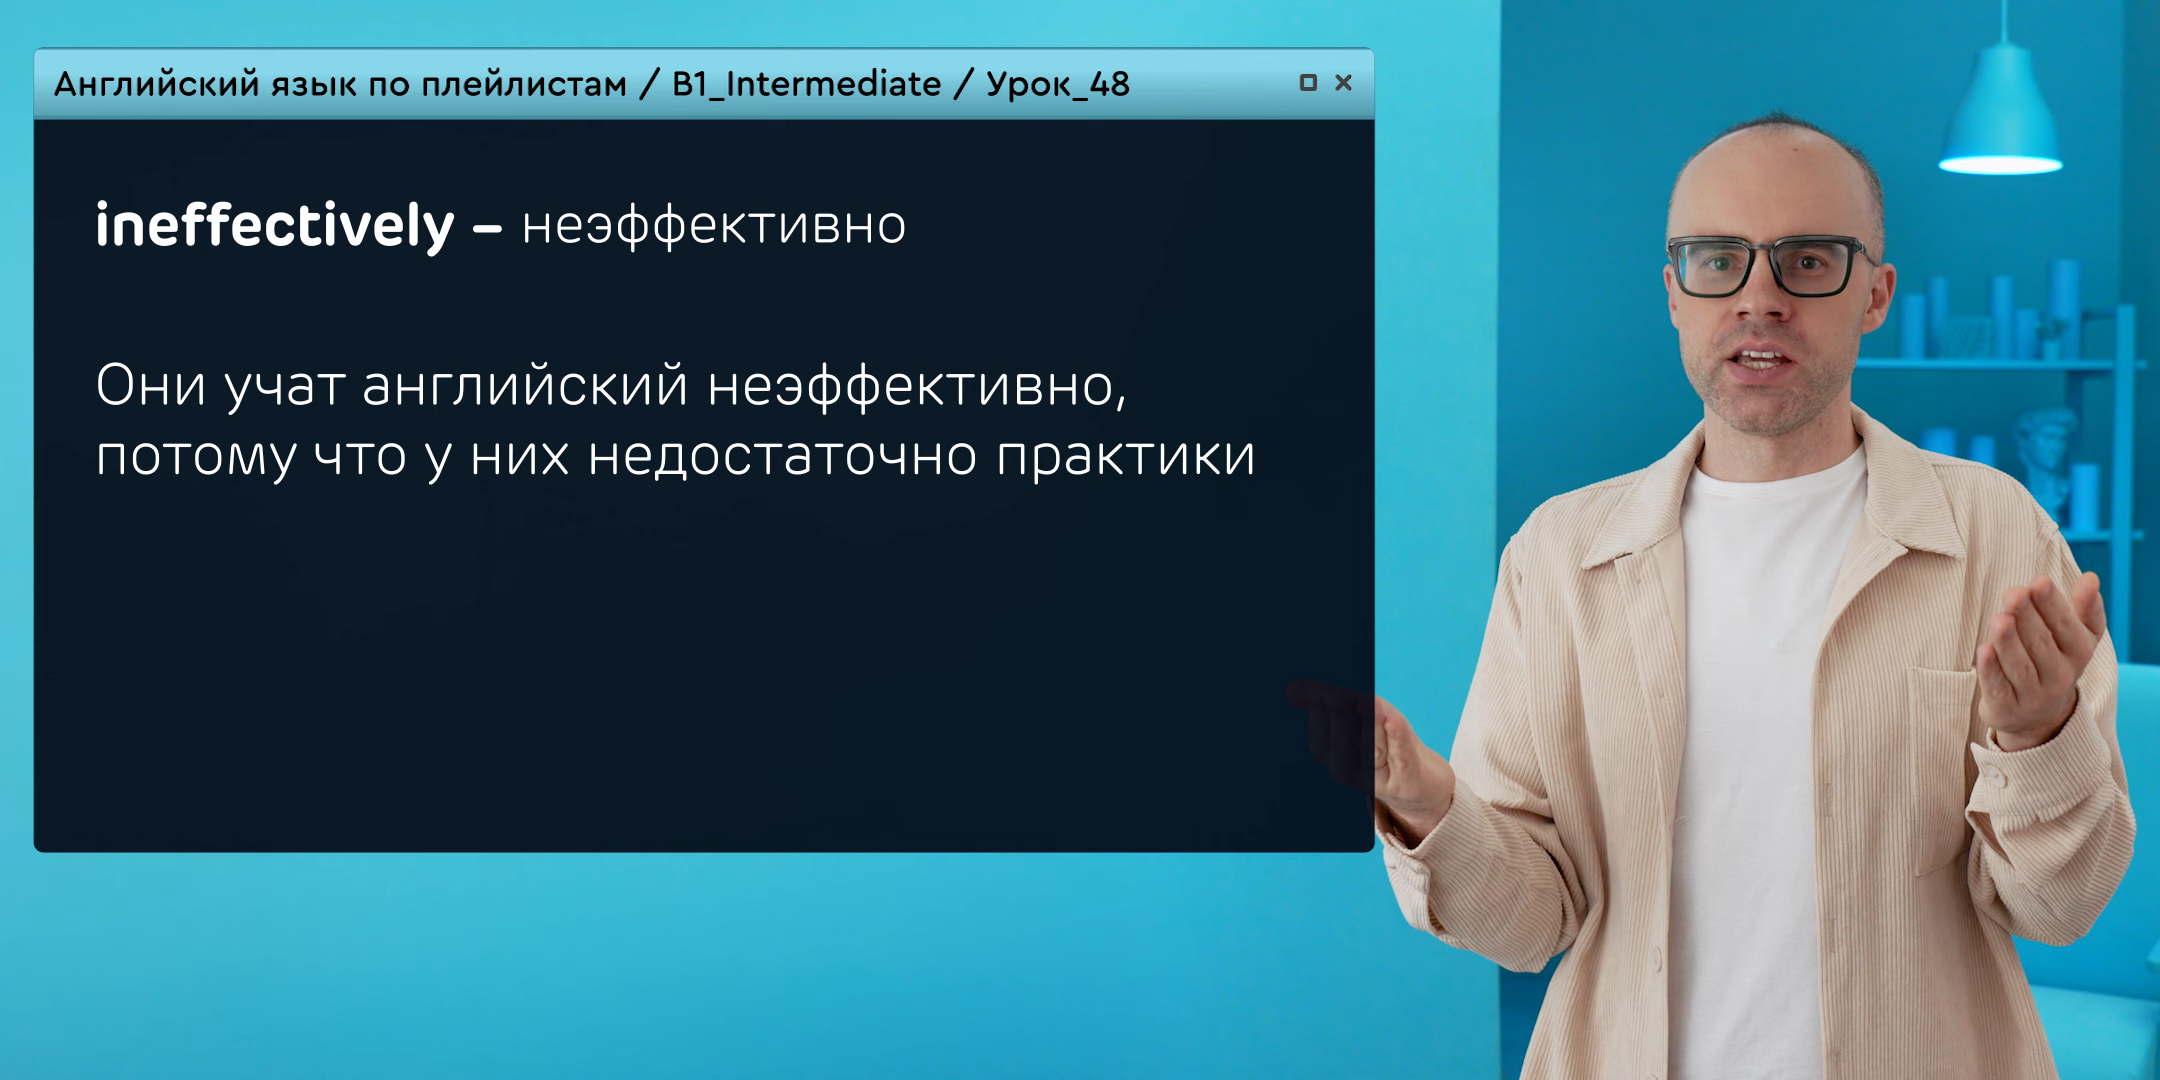 Английский язык по плейлистам / B1_Intermediate / Урок_48
ineffectively – неэффективно
Они учат английский неэффективно,
потому что у них недостаточно практики